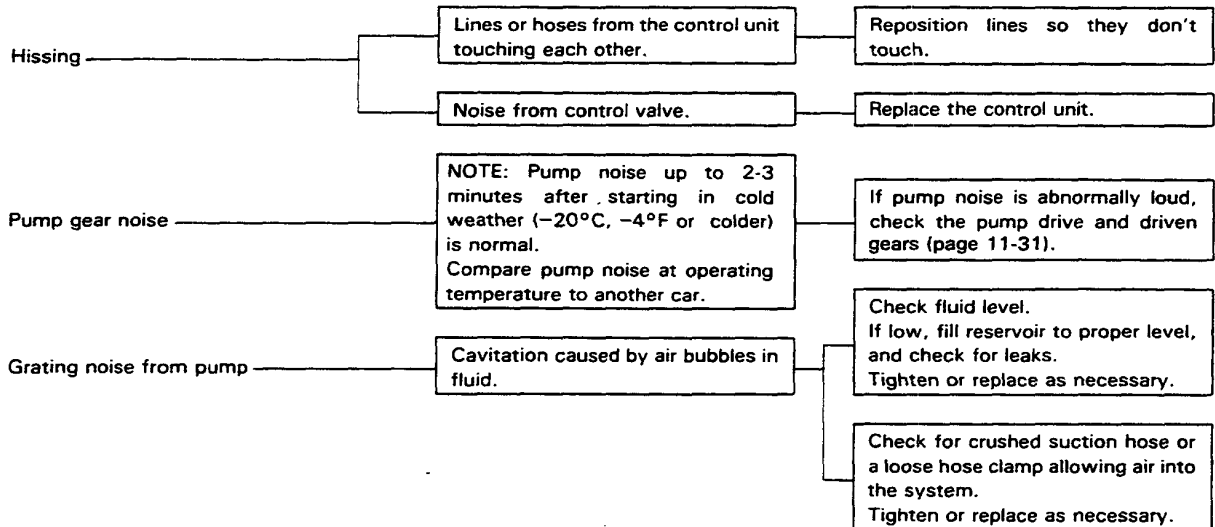 Hissing
Lines or hoses from the control unit
touching each other.
Reposition lines so they don't
touch.
Noise from control valve.
Replace the control unit.
Pump gear noise
NOTE: Pump noise up to 2-3
minutes after starting in cold
weather (−20°C, −4°F or colder)
is normal.
Compare pump noise at operating
temperature to another car.
If pump noise is abnormally loud,
check the pump drive and driven
gears (page 11-31).
Grating noise from pump
Cavitation caused by air bubbles in
fluid.
Check fluid level.
If low, fill reservoir to proper level,
and check for leaks.
Tighten or replace as necessary.
Check for crushed suction hose or
a loose hose clamp allowing air into
the system.
Tighten or replace as necessary.